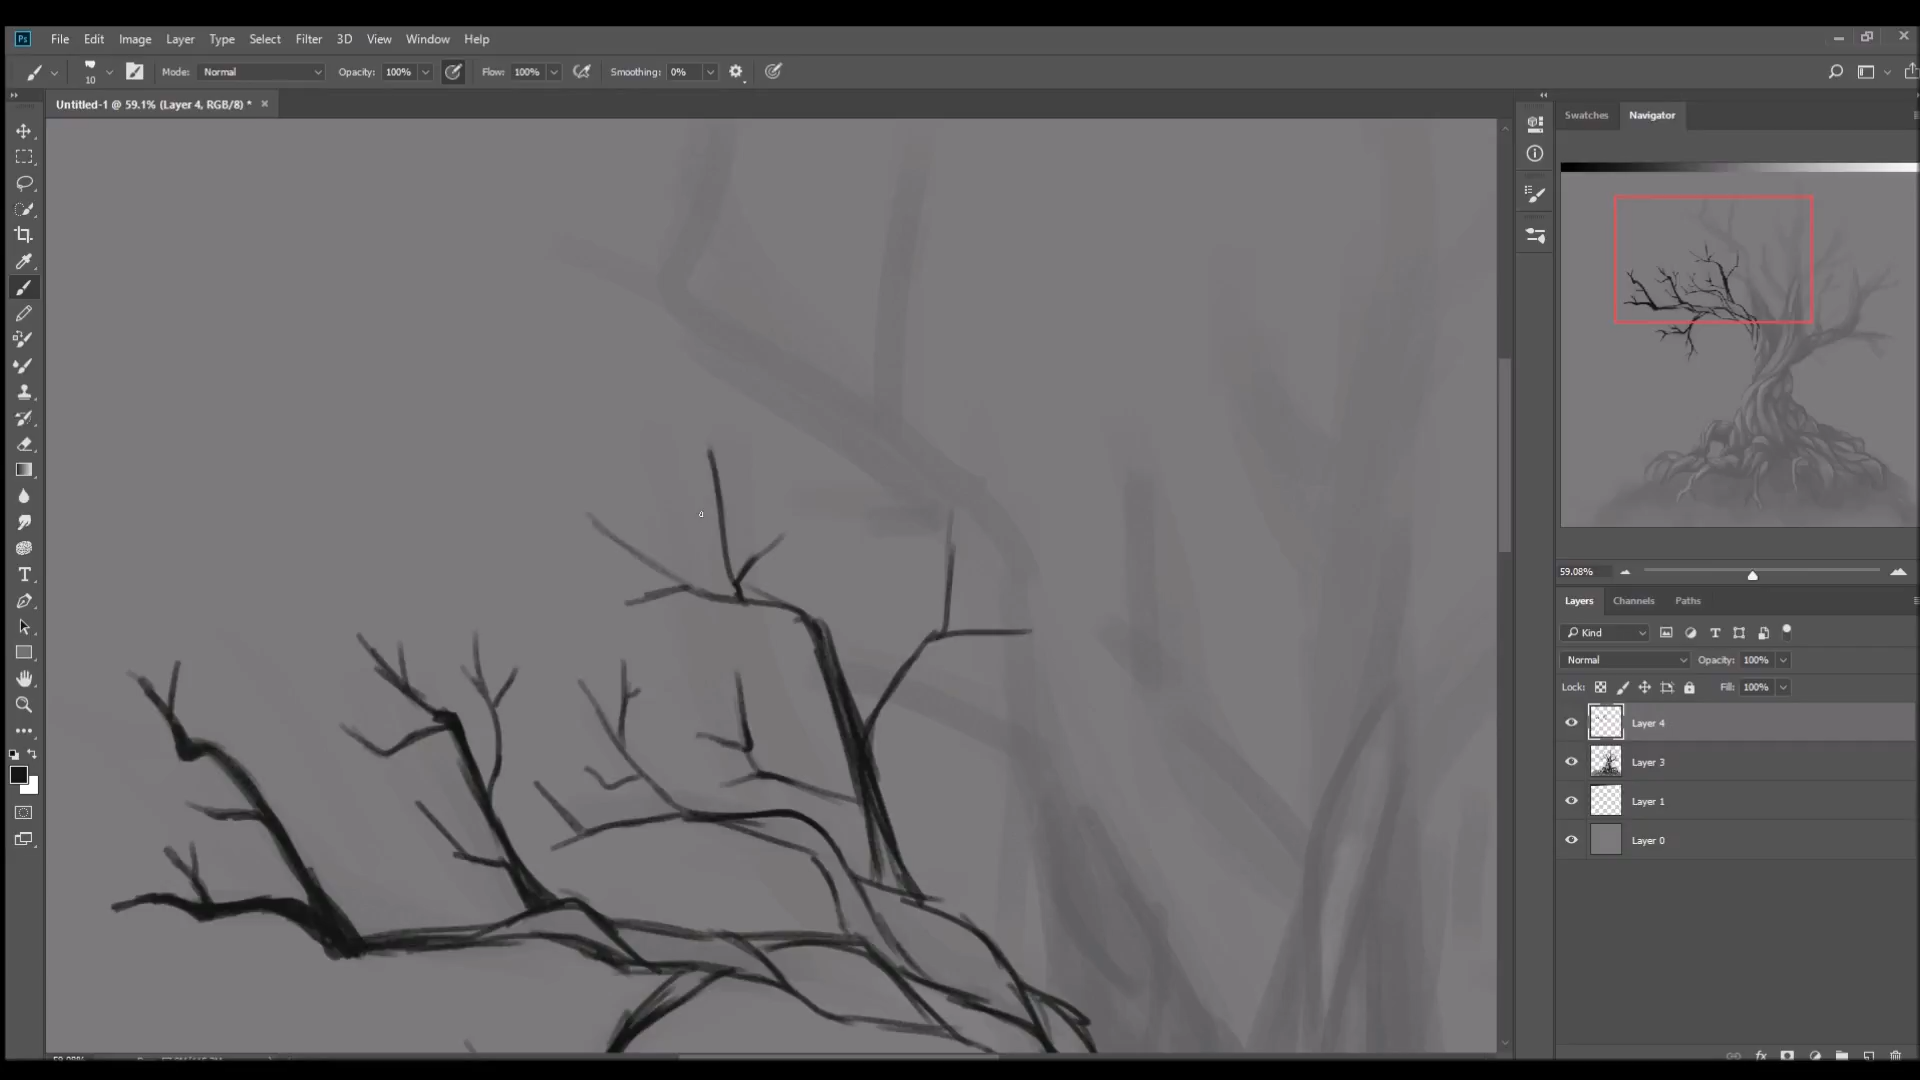 Ps File Edit Image Layer Type Select Filter 3D View Window Help
10 Mode: Normal Opacity: 100% Flow: 100% Smoothing: 0%
Untitled-1 @ 59.1% (Layer 4, RGB/8) *
Swatches Navigator
59.08%
Layers Channels Paths
Kind
Normal Opacity: 100%
Lock: Fill: 100%
Layer 4
Layer 3
Layer 1
Layer 0
59.08%